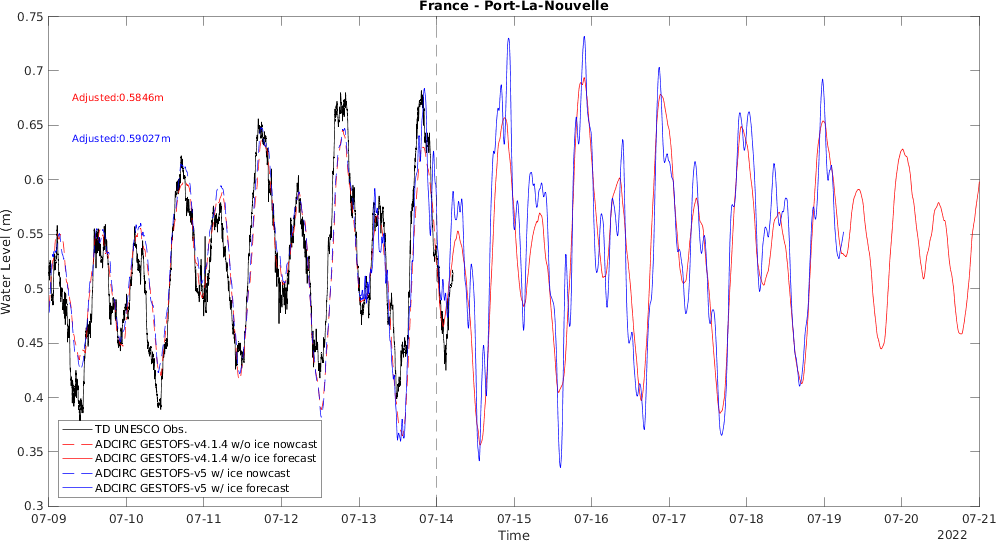 France - Port-La-Nouvelle
0.75
0.7
0.65
0.6
0.55
0.5
0.45
0.4
0.35
0.3
Water Level (m)
Adjusted:0.5846m
Adjusted:0.59027m
TD UNESCO Obs.
ADCIRC GESTOFS-v4.1.4 w/o ice nowcast
ADCIRC GESTOFS-v4.1.4 w/o ice forecast
ADCIRC GESTOFS-v5 w/ ice nowcast
ADCIRC GESTOFS-v5 w/ ice forecast
07-09 07-10 07-11 07-12 07-13 07-14 07-15 07-16 07-17 07-18 07-19 07-20 07-21
Time
2022